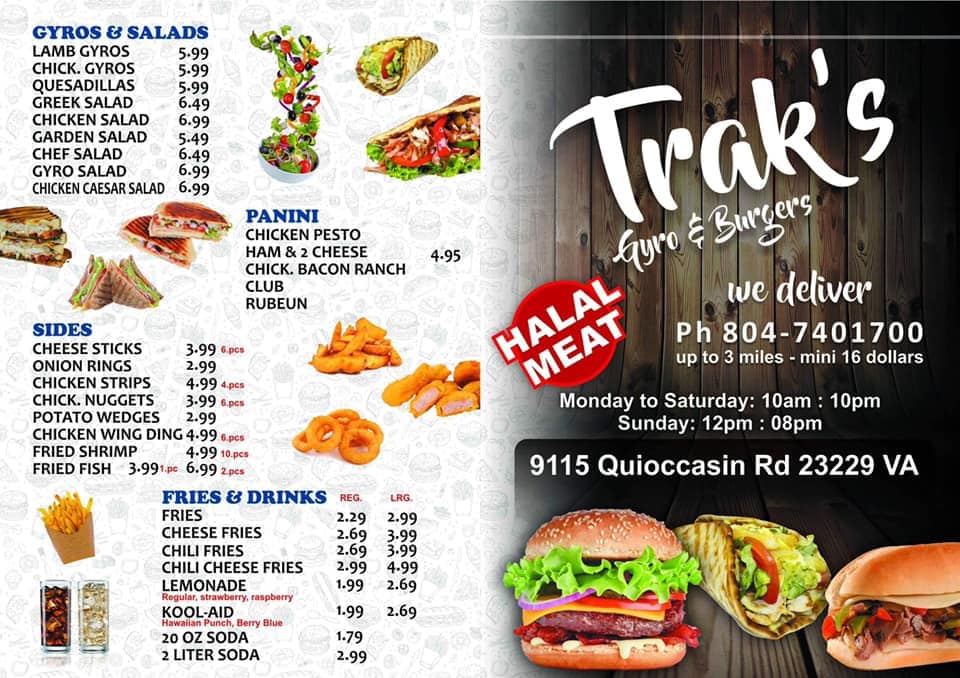 GYROS & SALADS
LAMB GYROS 5.99
CHICK. GYROS 5.99
QUESADILLAS 5.99
GREEK SALAD 6.49
CHICKEN SALAD 6.99
GARDEN SALAD 5.49
CHEF SALAD 6.49
GYRO SALAD 6.99
CHICKEN CAESAR SALAD 6.99
PANINI
CHICKEN PESTO
HAM & 2 CHEESE 4.95
CHICK. BACON RANCH
CLUB
RUBEUN
SIDES
CHEESE STICKS 3.99 6.pcs
ONION RINGS 2.99
CHICKEN STRIPS 4.99 4.pcs
CHICK. NUGGETS 3.99 6.pcs
POTATO WEDGES 2.99
CHICKEN WING DING 4.99 6.pcs
FRIED SHRIMP 4.99 10.pcs
FRIED FISH 3.99 1.pc 6.99 2.pcs
FRIES & DRINKS REG. LRG.
FRIES 2.29 2.99
CHEESE FRIES 2.69 3.99
CHILI FRIES 2.69 3.99
CHILI CHEESE FRIES 2.99 4.99
LEMONADE 1.99 2.69
Regular, strawberry, raspberry
KOOL-AID 1.99 2.69
Hawaiian Punch, Berry Blue
20 OZ SODA 1.79
2 LITER SODA 2.99
Trak's
Gyro & Burgers
we deliver
HALAL
MEAT
Ph 804-7401700
up to 3 miles - mini 16 dollars
Monday to Saturday: 10am : 10pm
Sunday: 12pm : 08pm
9115 Quioccasin Rd 23229 VA